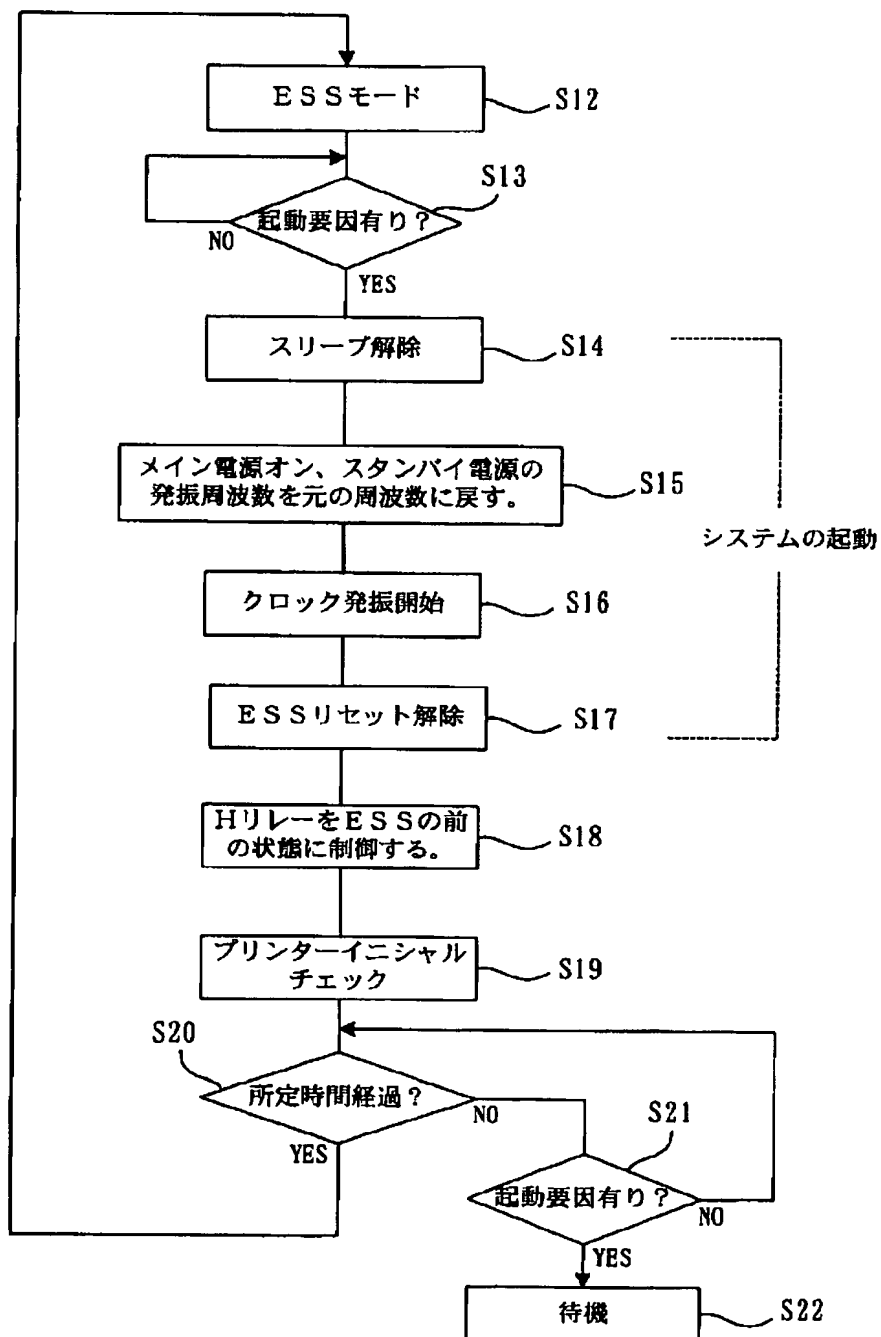 ESSモード
S12
S13
起動要因有り？
NO
YES
スリープ解除
S14
メイン電源オン、スタンバイ電源の
発振周波数を元の周波数に戻す。
S15
システムの起動
クロック発振開始
S16
ESSリセット解除
S17
HリレーをESSの前
の状態に制御する。
S18
プリンターイニシャル
チェック
S19
S20
所定時間経過？
NO
YES
S21
起動要因有り？
NO
YES
待機
S22